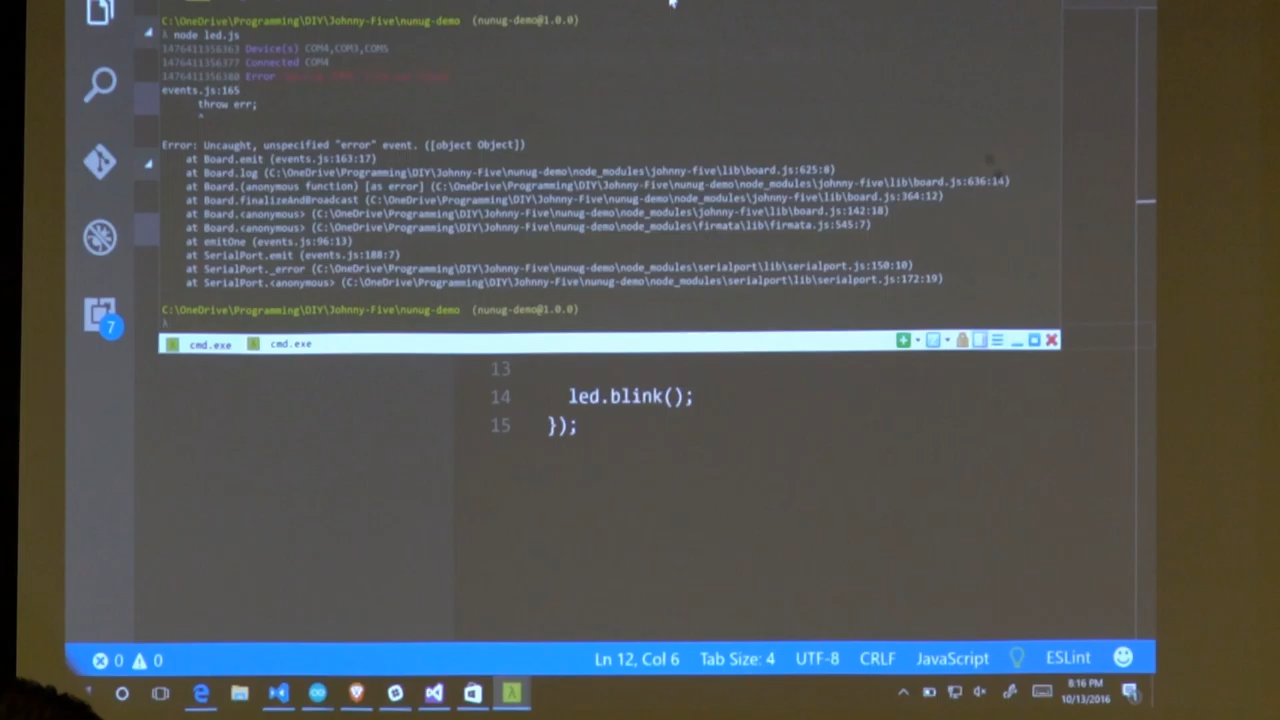 C:\OneDrive\Programming\DIY\Johnny-Five\nunug-demo (nunug-demo@1.0.0)
λ node led.js
1476411356363 Device(s) COM4,COM3,COM5
1476411356377 Connected COM4
1476411356380 Error
events.js:165
throw err;
^
Error: Uncaught, unspecified "error" event. ([object Object])
at Board.emit (events.js:163:17)
at Board.log (C:\OneDrive\Programming\DIY\Johnny-Five\nunug-demo\node_modules\johnny-five\lib\board.js:625:8)
at Board.(anonymous function) [as error] (C:\OneDrive\Programming\DIY\Johnny-Five\nunug-demo\node_modules\johnny-five\lib\board.js:636:14)
at Board.finalizeAndBroadcast (C:\OneDrive\Programming\DIY\Johnny-Five\nunug-demo\node_modules\johnny-five\lib\board.js:364:12)
at Board.<anonymous> (C:\OneDrive\Programming\DIY\Johnny-Five\nunug-demo\node_modules\johnny-five\lib\board.js:142:18)
at Board.<anonymous> (C:\OneDrive\Programming\DIY\Johnny-Five\nunug-demo\node_modules\firmata\lib\firmata.js:545:7)
at emitOne (events.js:96:13)
at SerialPort.emit (events.js:188:7)
at SerialPort._error (C:\OneDrive\Programming\DIY\Johnny-Five\nunug-demo\node_modules\serialport\lib\serialport.js:150:10)
at SerialPort.<anonymous> (C:\OneDrive\Programming\DIY\Johnny-Five\nunug-demo\node_modules\serialport\lib\serialport.js:172:19)
C:\OneDrive\Programming\DIY\Johnny-Five\nunug-demo (nunug-demo@1.0.0)
λ
cmd.exe cmd.exe
7
13
14 led.blink();
15 });
0 0 Ln 12, Col 6 Tab Size: 4 UTF-8 CRLF JavaScript ESLint
8:16 PM
10/13/2016